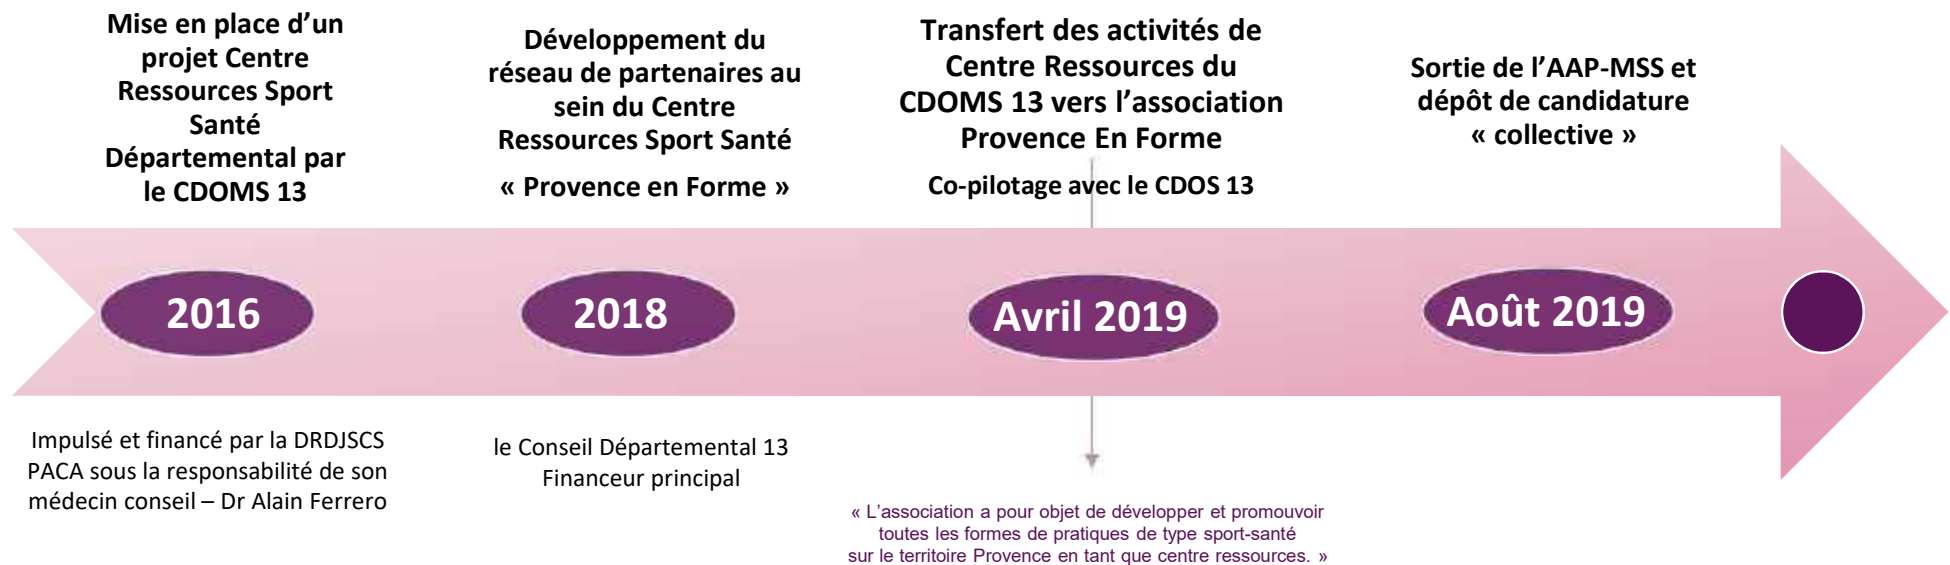 Mise en place d’un
projet Centre
Ressources Sport
Santé
Départemental par
le CDOMS 13
Développement du
réseau de partenaires au
sein du Centre
Ressources Sport Santé
« Provence en Forme »
Transfert des activités de
Centre Ressources du
CDOMS 13 vers l’association
Provence En Forme
Co-pilotage avec le CDOS 13
Sortie de l’AAP-MSS et
dépôt de candidature
« collective »
2016
2018
Avril 2019
Août 2019
Impulsé et financé par la DRDJSCS
PACA sous la responsabilité de son
médecin conseil – Dr Alain Ferrero
le Conseil Départemental 13
Financeur principal
« L’association a pour objet de développer et promouvoir
toutes les formes de pratiques de type sport-santé
sur le territoire Provence en tant que centre ressources. »